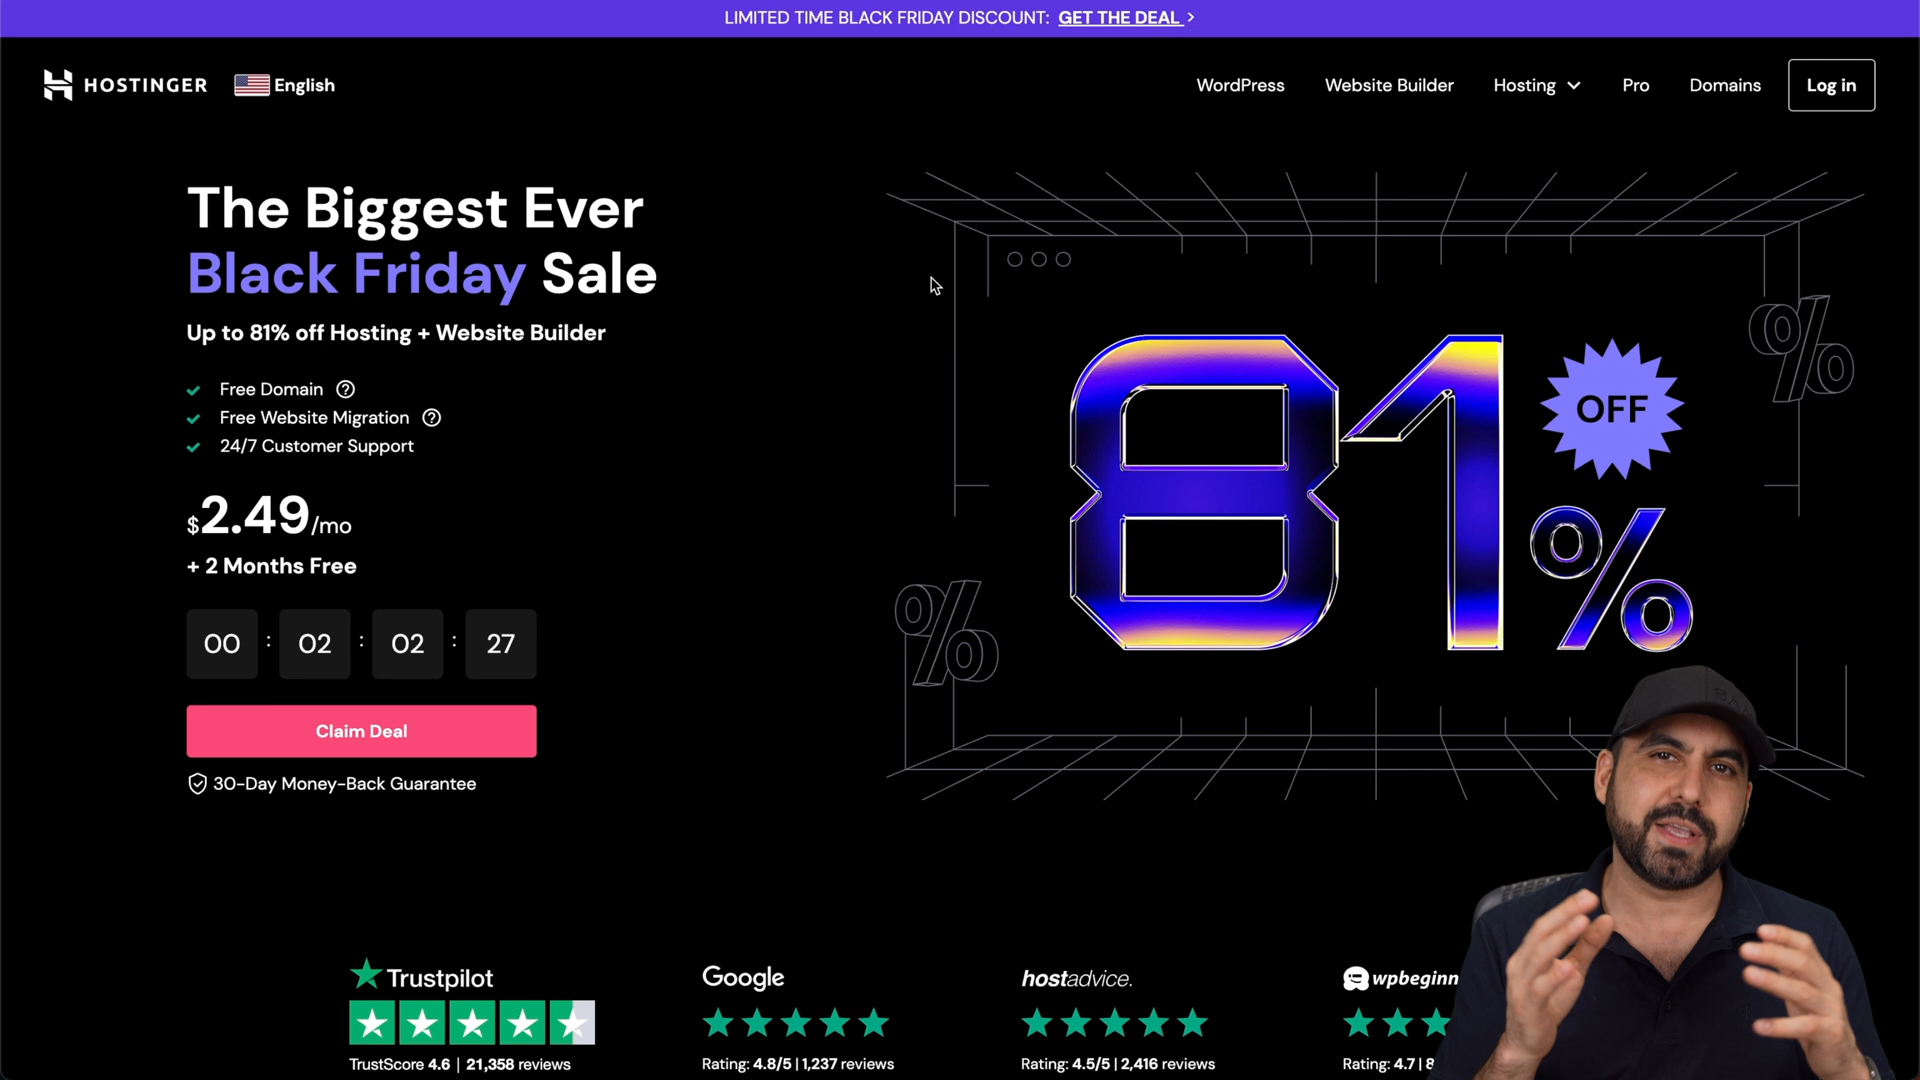 LIMITED TIME BLACK FRIDAY DISCOUNT: GET THE DEAL >
HOSTINGER English WordPress Website Builder Hosting Pro Domains Log in
The Biggest Ever
Black Friday Sale
Up to 81% off Hosting + Website Builder
Free Domain ?
Free Website Migration ?
24/7 Customer Support
$2.49/mo
+ 2 Months Free
00 : 02 : 02 : 27
Claim Deal
30-Day Money-Back Guarantee
81%
OFF
%
%
Trustpilot
TrustScore 4.6 | 21,358 reviews
Google
Rating: 4.8/5 | 1,237 reviews
hostadvice.
Rating: 4.5/5 | 2,416 reviews
wpbeginn
Rating: 4.7 | 8